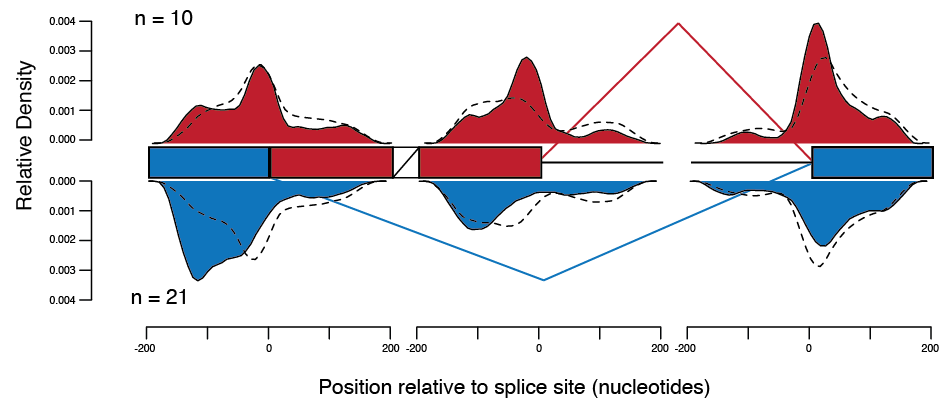 n = 10
0.004
0.003
0.002
0.001
0.000
Relative Density
0.000
0.001
0.002
0.003
0.004
n = 21
-200 0 200 -200 0 200 -200 0 200
Position relative to splice site (nucleotides)